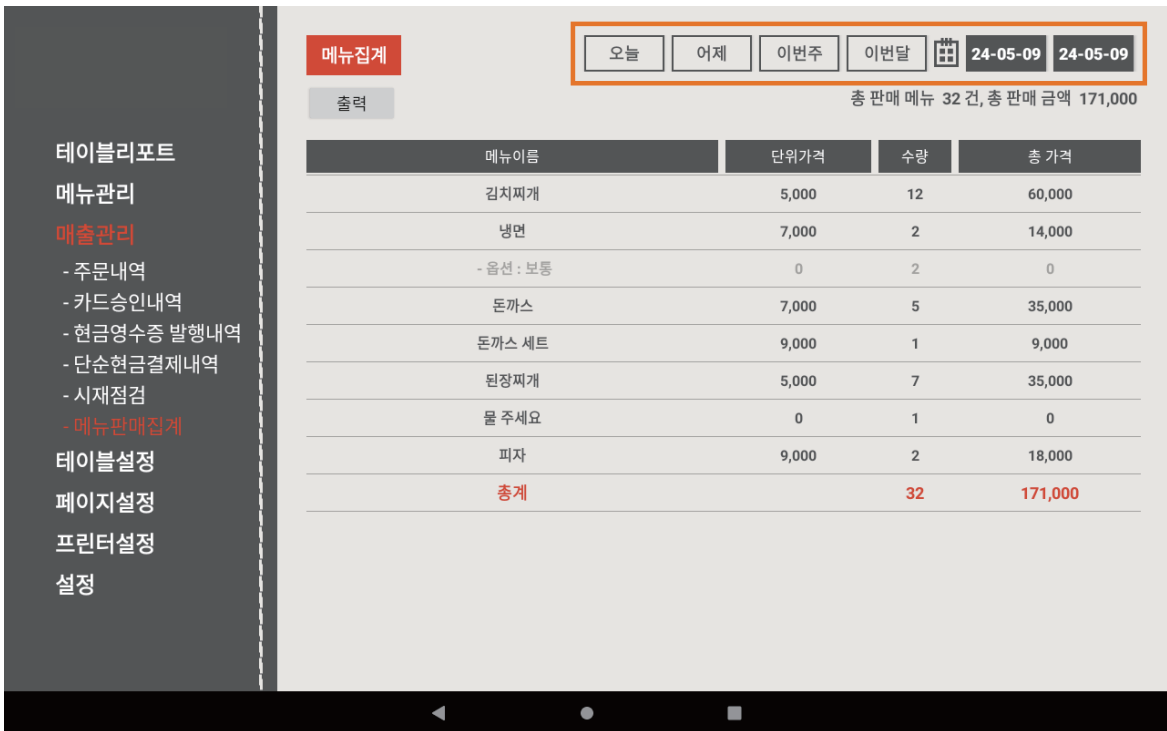 메뉴집계
오늘 어제 이번주 이번달 24-05-09 24-05-09
출력
총 판매 메뉴 32 건, 총 판매 금액 171,000
테이블리포트
메뉴관리
매출관리
- 주문내역
- 카드승인내역
- 현금영수증 발행내역
- 단순현금결제내역
- 시재점검
- 메뉴판매집계
테이블설정
페이지설정
프린터설정
설정
메뉴이름 단위가격 수량 총 가격
김치찌개 5,000 12 60,000
냉면 7,000 2 14,000
- 옵션 : 보통 0 2 0
돈까스 7,000 5 35,000
돈까스 세트 9,000 1 9,000
된장찌개 5,000 7 35,000
물 주세요 0 1 0
피자 9,000 2 18,000
총계 32 171,000